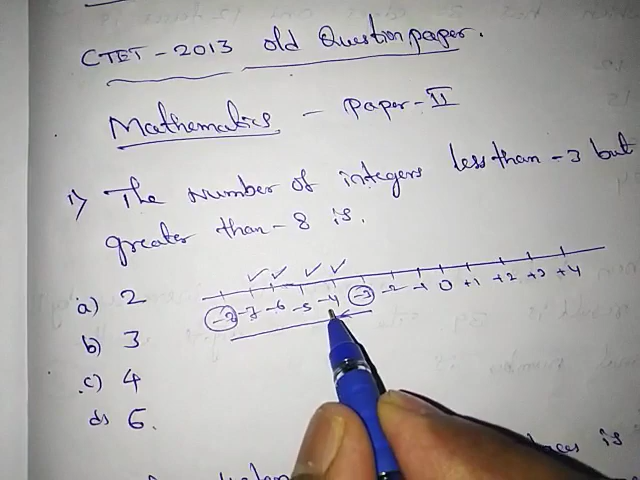 CTET - 2013 old Question paper.
Mathematics - Paper - II
1) The Number of integers less than -3 but
greater than - 8 is.
a) 2
b) 3
c) 4
d) 6.
-8 -7 -6 -5 -4 -3 -2 -1 0 +1 +2 +3 +4
is